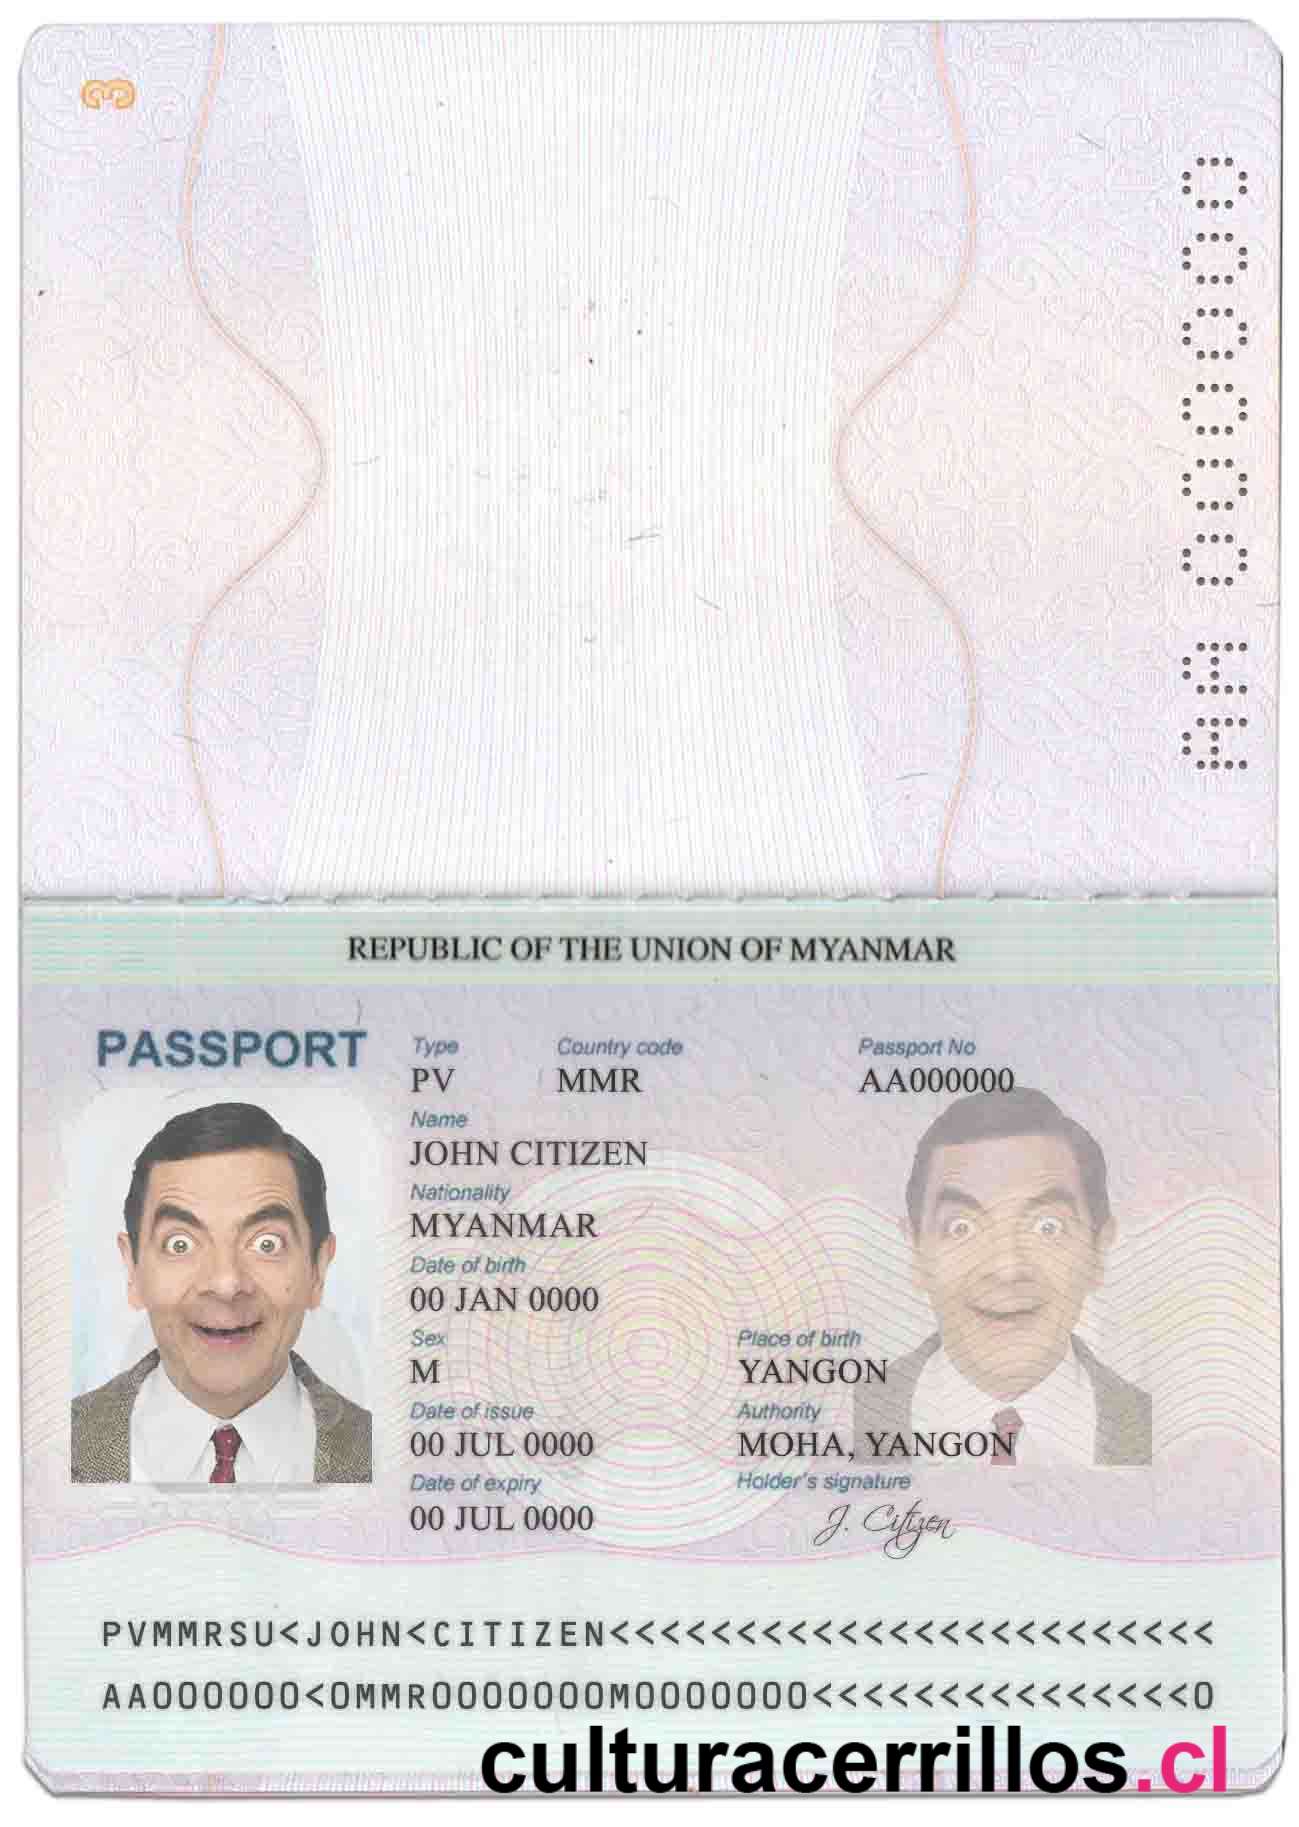 3
AA 000000
REPUBLIC OF THE UNION OF MYANMAR
PASSPORT
Type Country code Passport No
PV MMR AA000000
Name
JOHN CITIZEN
Nationality
MYANMAR
Date of birth
00 JAN 0000
Sex Place of birth
M YANGON
Date of issue Authority
00 JUL 0000 MOHA, YANGON
Date of expiry Holder's signature
00 JUL 0000 J. Citizen
PVMMRSU<JOHN<CITIZEN<<<<<<<<<<<<<<<<<<<<<<<<
AA000000<0MMR0000000M0000000<<<<<<<<<<<<<<<0
culturacerrillos.cl